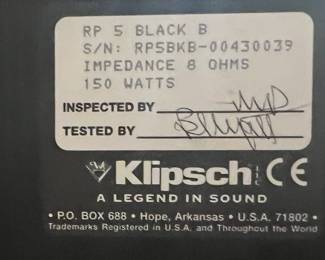 RP 5 BLACK B
S/N: RP5BKB-00430039
IMPEDANCE 8 OHMS
150 WATTS
INSPECTED BY
TESTED BY
Klipsch LLC CE
A LEGEND IN SOUND
• P.O. BOX 688 • Hope, Arkansas • U.S.A. 71802 •
Trademarks Registered in U.S.A. and Throughout the World